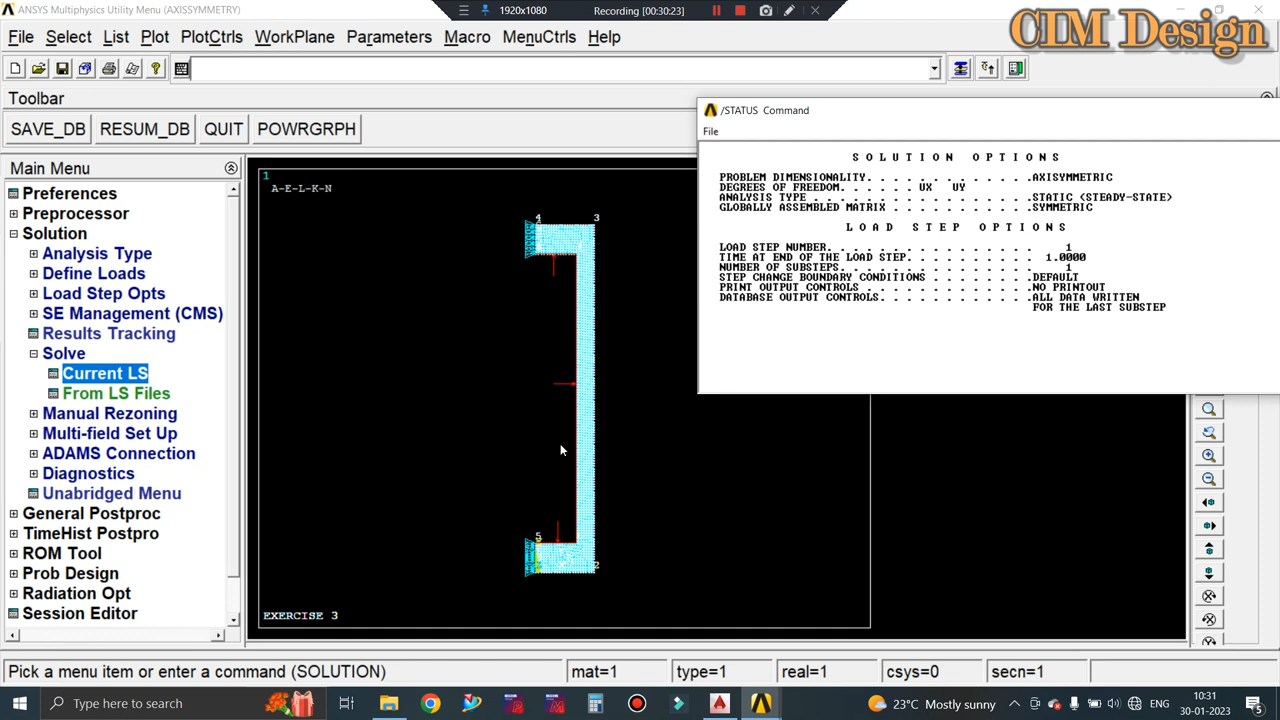 ANSYS Multiphysics Utility Menu (AXISSYMMETRY)
1920x1080
Recording [00:30:23]
CIM Design
File Select List Plot PlotCtrls WorkPlane Parameters Macro MenuCtrls Help
Toolbar
SAVE_DB RESUM_DB QUIT POWRGRPH
/STATUS Command
File
SOLUTION OPTIONS
PROBLEM DIMENSIONALITY. . . . . . . . . . . . .AXISYMMETRIC
DEGREES OF FREEDOM. . . . . . UX UY
ANALYSIS TYPE . . . . . . . . . . . . . . . . .STATIC (STEADY-STATE)
GLOBALLY ASSEMBLED MATRIX . . . . . . . . . . .SYMMETRIC
LOAD STEP OPTIONS
LOAD STEP NUMBER. . . . . . . . . . . . . . . . 1
TIME AT END OF THE LOAD STEP. . . . . . . . . . 1.0000
NUMBER OF SUBSTEPS. . . . . . . . . . . . . . . 1
STEP CHANGE BOUNDARY CONDITIONS . . . . . . . .DEFAULT
PRINT OUTPUT CONTROLS . . . . . . . . . . . . .NO PRINTOUT
DATABASE OUTPUT CONTROLS. . . . . . . . . . . .ALL DATA WRITTEN
FOR THE LAST SUBSTEP
Main Menu
Preferences
Preprocessor
Solution
Analysis Type
Define Loads
Load Step Opts
SE Management (CMS)
Results Tracking
Solve
Current LS
From LS Files
Manual Rezoning
Multi-field Set Up
ADAMS Connection
Diagnostics
Unabridged Menu
General Postproc
TimeHist Postpro
ROM Tool
Prob Design
Radiation Opt
Session Editor
1
A-E-L-K-N
4 3
5
2
EXERCISE 3
Pick a menu item or enter a command (SOLUTION)
mat=1
type=1
real=1
csys=0
secn=1
Type here to search
23°C Mostly sunny
ENG
10:31
30-01-2023
5